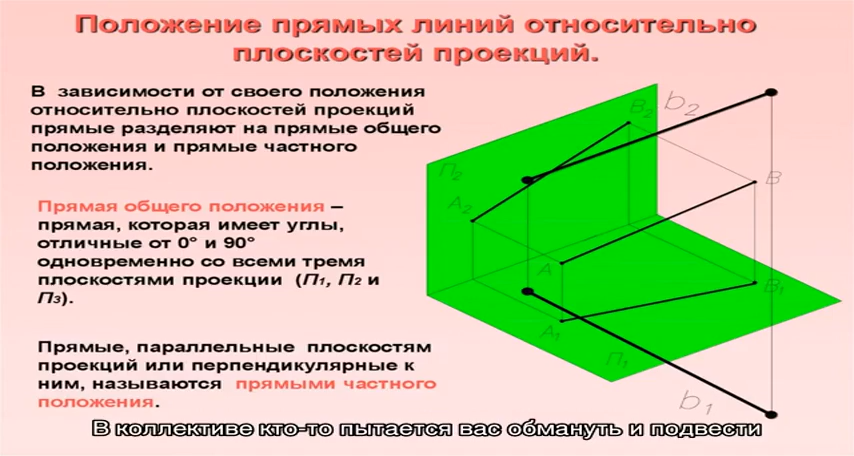 Положение прямых линий относительно
плоскостей проекций.
В зависимости от своего положения
относительно плоскостей проекций
прямые разделяют на прямые общего
положения и прямые частного
положения.
Прямая общего положения –
прямая, которая имеет углы,
отличные от 0° и 90°
одновременно со всеми тремя
плоскостями проекции (П₁, П₂ и
П₃).
Прямые, параллельные плоскостям
проекций или перпендикулярные к
ним, называются прямыми частного
положения.
B₂
b₂
П₂
A₂
B
A
B₁
A₁
П₁
b₁
В коллективе кто-то пытается вас обмануть и подвести